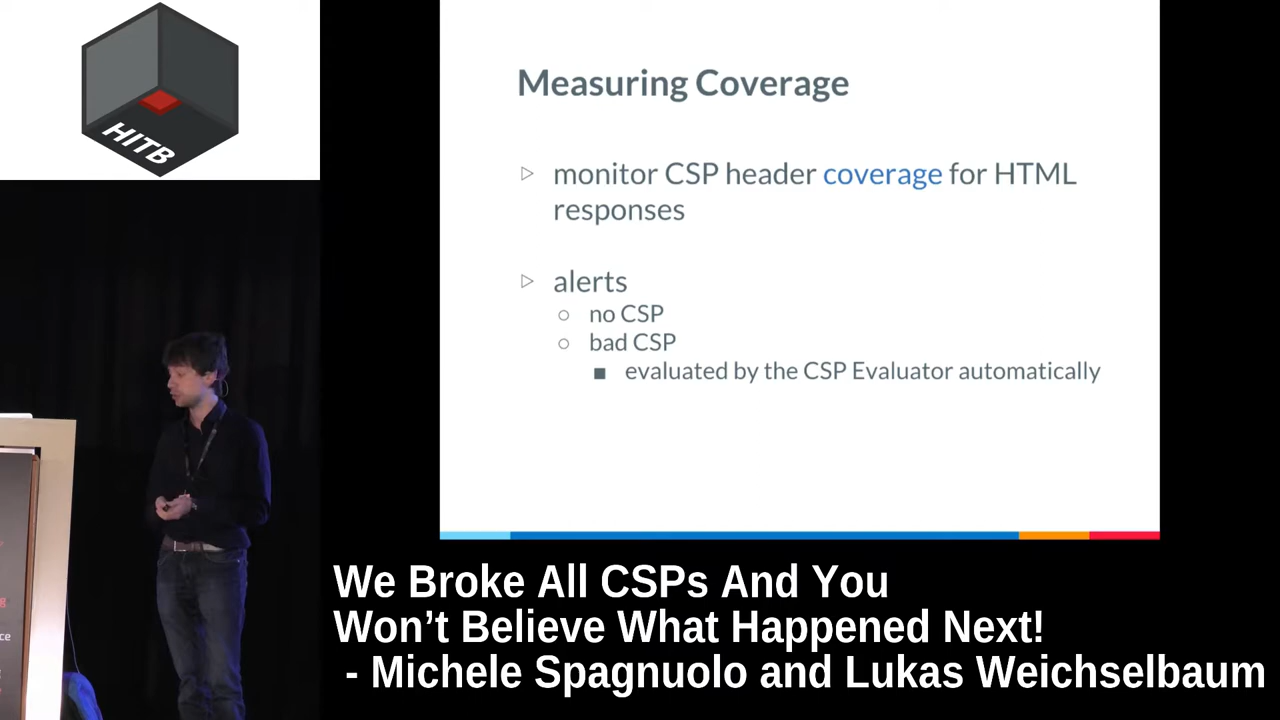 HITB
Measuring Coverage
▷ monitor CSP header coverage for HTML
responses
▷ alerts
○ no CSP
○ bad CSP
■ evaluated by the CSP Evaluator automatically
ce
We Broke All CSPs And You
Won’t Believe What Happened Next!
- Michele Spagnuolo and Lukas Weichselbaum